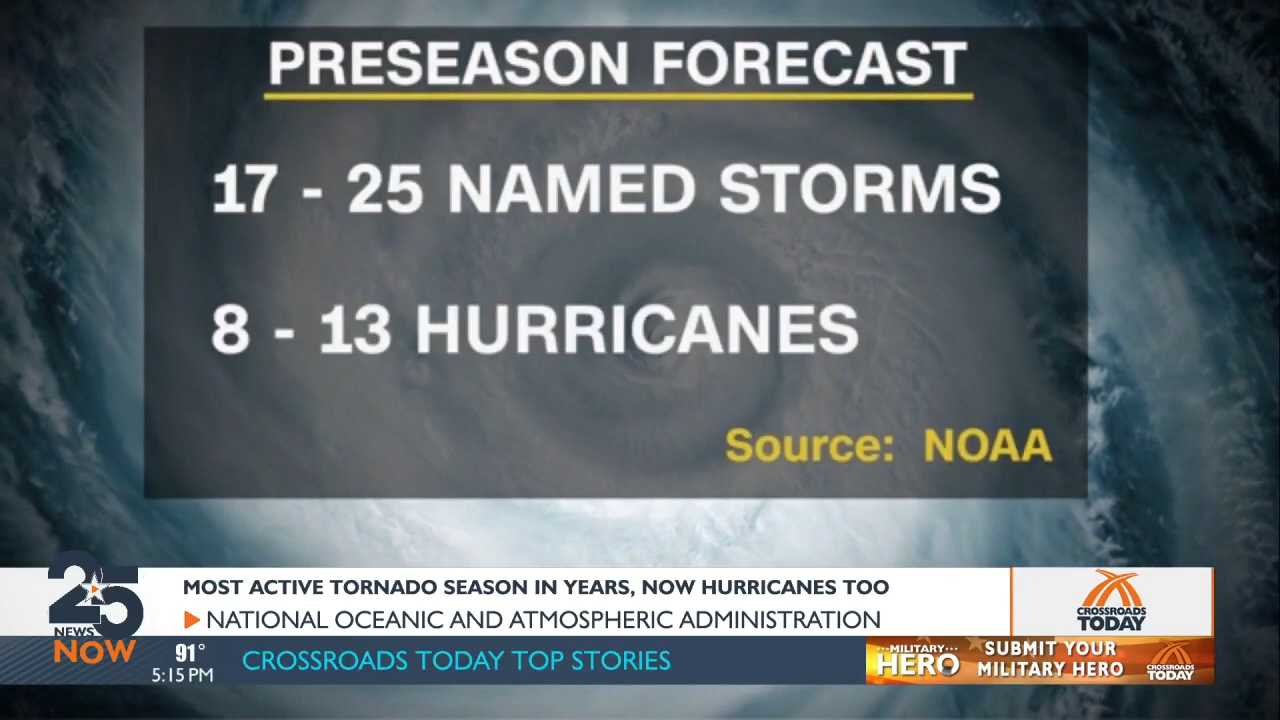 PRESEASON FORECAST
17 - 25 NAMED STORMS
8 - 13 HURRICANES
Source: NOAA
25
NEWS
NOW
MOST ACTIVE TORNADO SEASON IN YEARS, NOW HURRICANES TOO
NATIONAL OCEANIC AND ATMOSPHERIC ADMINISTRATION
CROSSROADS
TODAY
91°
5:15 PM
CROSSROADS TODAY TOP STORIES
MILITARY
HERO
SUBMIT YOUR
MILITARY HERO
CROSSROADS
TODAY